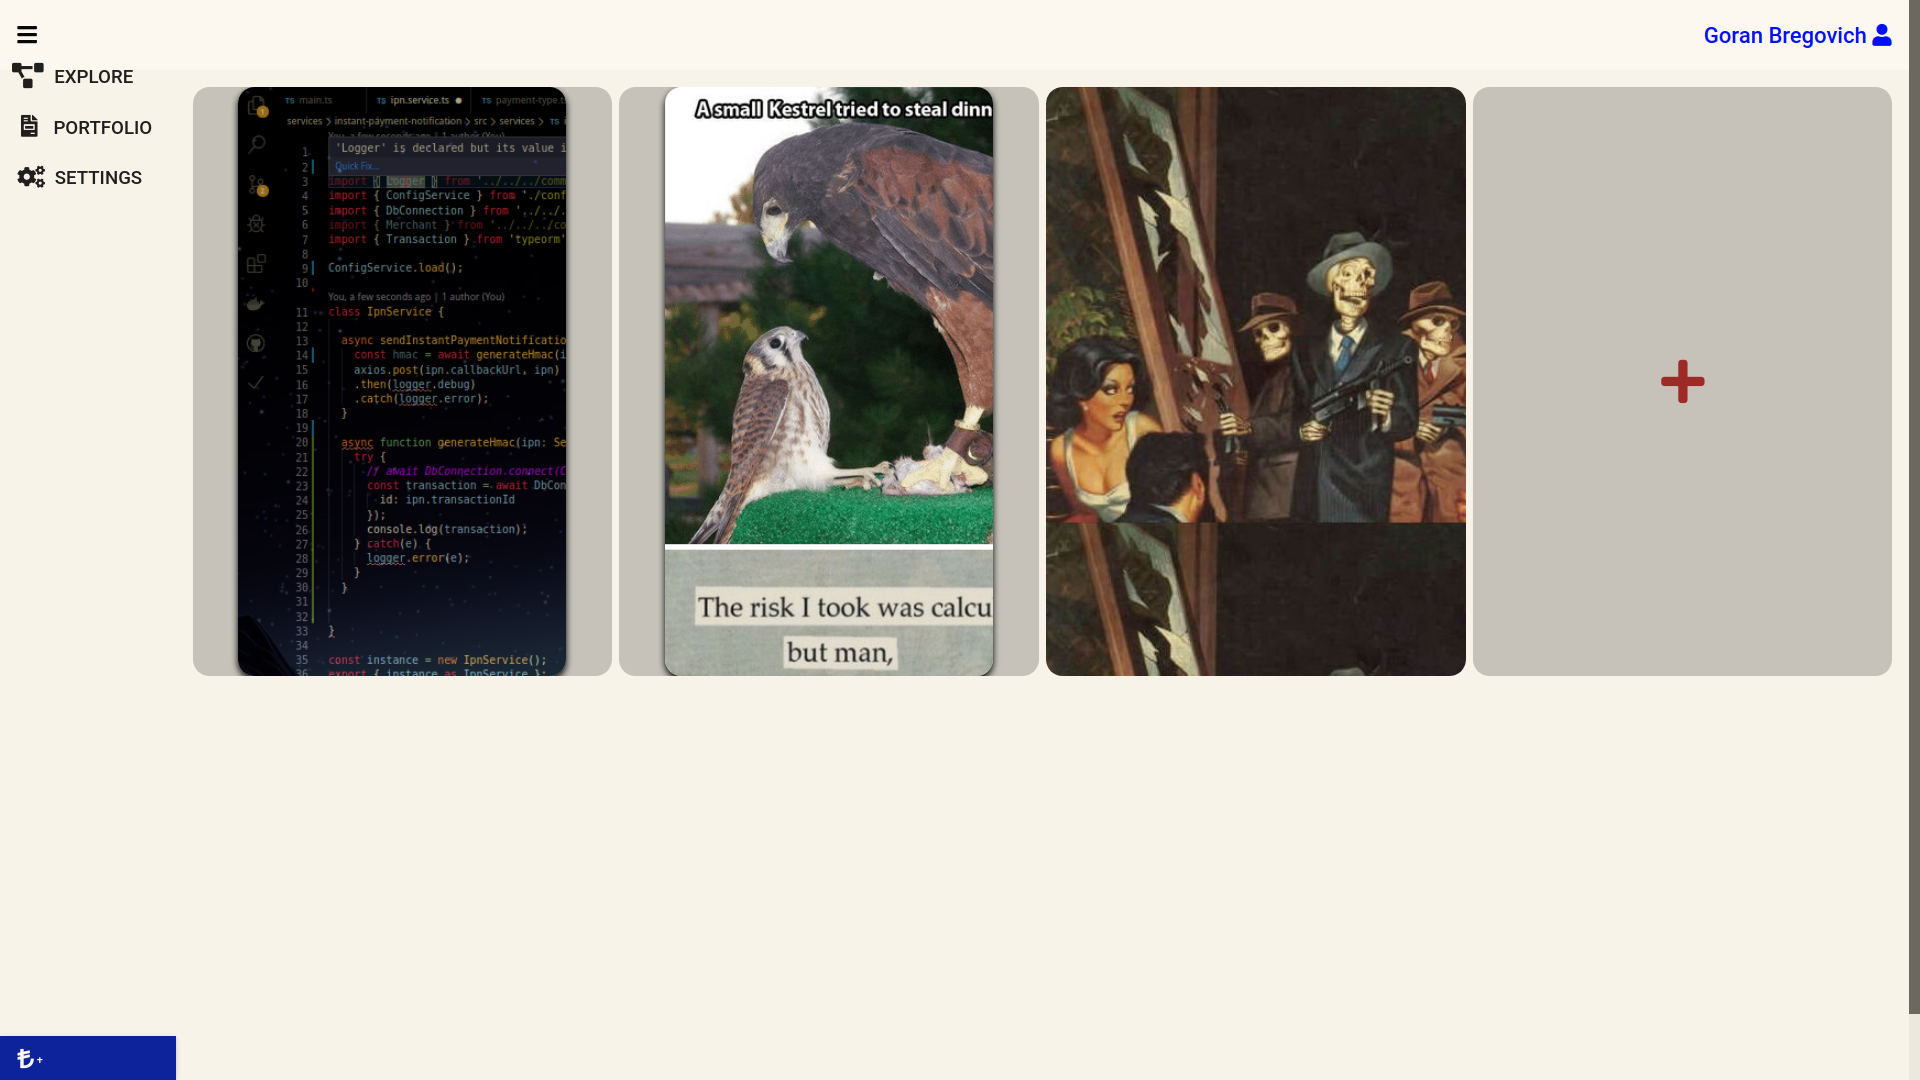 Goran Bregovich
EXPLORE
PORTFOLIO
SETTINGS
TS main.ts
TS ipn.service.ts
TS payment-type.ts
services > instant-payment-notification > src > services > TS
You, a few seconds ago | 1 author (You)
'Logger' is declared but its value i
Quick Fix...
1
2
3 import { Logger } from '../../../comm
4 import { ConfigService } from './conf
5 import { DbConnection } from '../../.
6 import { Merchant } from '../../../co
7 import { Transaction } from 'typeorm'
8
9 ConfigService.load();
10
You, a few seconds ago | 1 author (You)
11 class IpnService {
12
13 async sendInstantPaymentNotificatio
14 const hmac = await generateHmac(i
15 axios.post(ipn.callbackUrl, ipn)
16 .then(logger.debug)
17 .catch(logger.error);
18 }
19
20 async function generateHmac(ipn: Se
21 try {
22 // await DbConnection.connect(C
23 const transaction = await DbCon
24 id: ipn.transactionId
25 });
26 console.log(transaction);
27 } catch(e) {
28 logger.error(e);
29 }
30 }
31
32
33 }
34
35 const instance = new IpnService();
36 export { instance as IpnService };
A small Kestrel tried to steal dinn
The risk I took was calcu
but man,
₺+